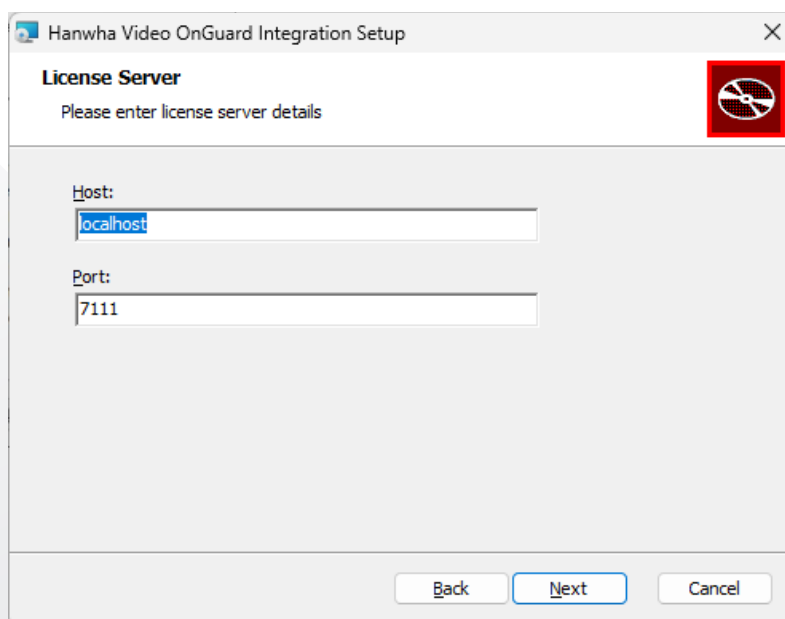 Hanwha Video OnGuard Integration Setup
License Server
Please enter license server details
Host:
localhost
Port:
7111
Back
Next
Cancel